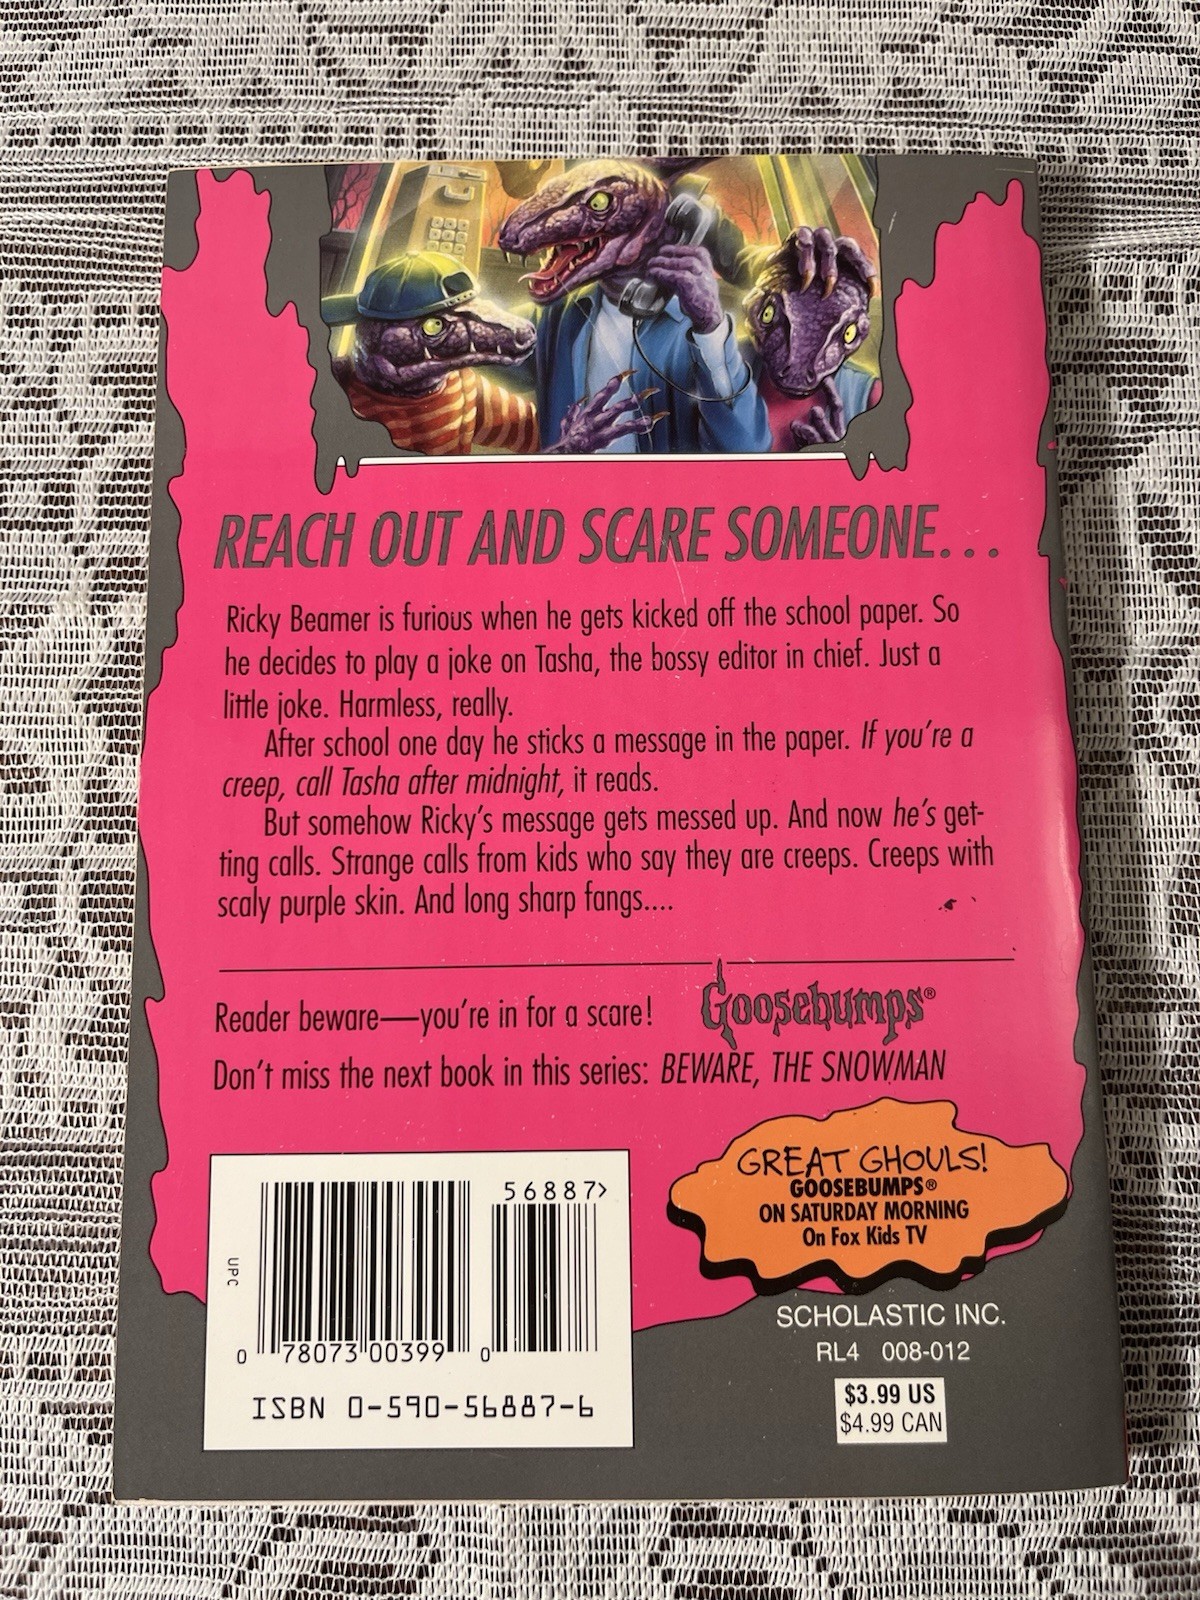 REACH OUT AND SCARE SOMEONE...
Ricky Beamer is furious when he gets kicked off the school paper. So
he decides to play a joke on Tasha, the bossy editor in chief. Just a
little joke. Harmless, really.
After school one day he sticks a message in the paper. If you're a
creep, call Tasha after midnight, it reads.
But somehow Ricky's message gets messed up. And now he's get-
ting calls. Strange calls from kids who say they are creeps. Creeps with
scaly purple skin. And long sharp fangs....
Reader beware—you're in for a scare! Goosebumps®
Don't miss the next book in this series: BEWARE, THE SNOWMAN
GREAT GHOULS!
GOOSEBUMPS®
ON SATURDAY MORNING
On Fox Kids TV
56887>
UPC
0 78073 00399 0
ISBN 0-590-56887-6
SCHOLASTIC INC.
RL4 008-012
$3.99 US
$4.99 CAN